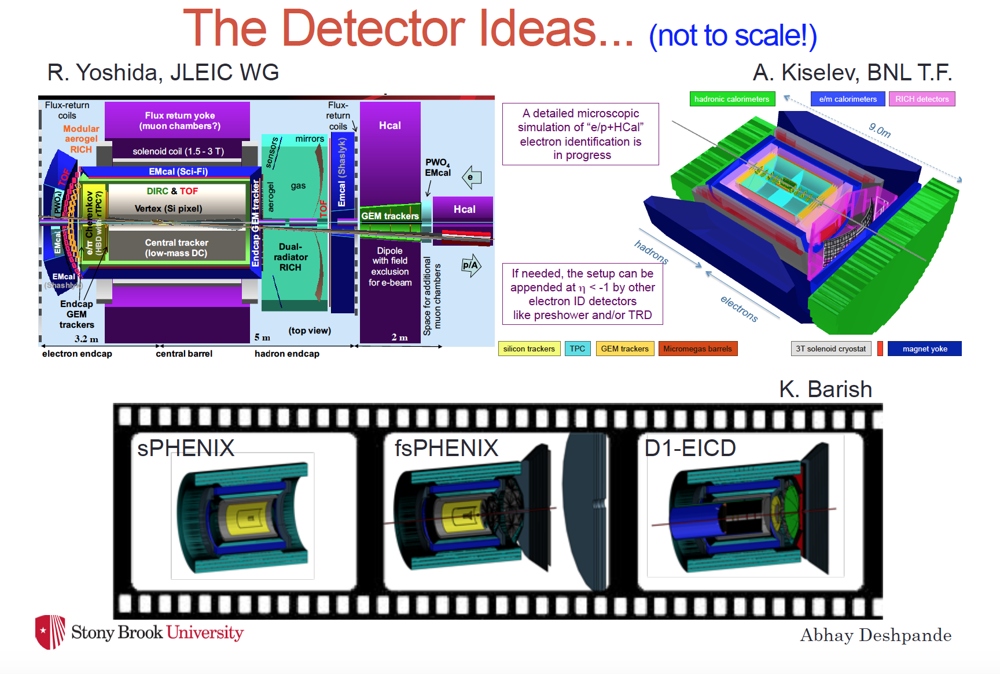 The Detector Ideas... (not to scale!)
R. Yoshida, JLEIC WG
A. Kiselev, BNL T.F.
Flux-return
coils
Modular
aerogel
RICH
Flux return yoke
(muon chambers?)
solenoid coil (1.5 - 3 T)
EMcal (Sci-Fi)
DIRC & TOF
Vertex (Si pixel)
Central tracker
(low-mass DC)
TOF
(PWO4)
EMcal
EMcal
(Shashlyk)
e/π Cherenkov
(HBD with TPC?)
Endcap
GEM
trackers
Endcap GEM tracker
Flux-
return
coils
mirrors
sensors
gas
aerogel
TOF
Dual-
radiator
RICH
Emcal (Shaslyk)
Hcal
GEM trackers
Dipole
with field
exclusion
for e-beam
PWO4
EMcal
e
Hcal
p/A
Space for additional
muon chambers
(top view)
3.2 m
5 m
2 m
electron endcap
central barrel
hadron endcap
A detailed microscopic
simulation of “e/p+HCal”
electron identification is
in progress
If needed, the setup can be
appended at η < -1 by other
electron ID detectors
like preshower and/or TRD
hadronic calorimeters
e/m calorimeters
RICH detectors
9.0m
hadrons
electrons
silicon trackers
TPC
GEM trackers
Micromegas barrels
3T solenoid cryostat
magnet yoke
K. Barish
sPHENIX
fsPHENIX
D1-EICD
Stony Brook University
Abhay Deshpande